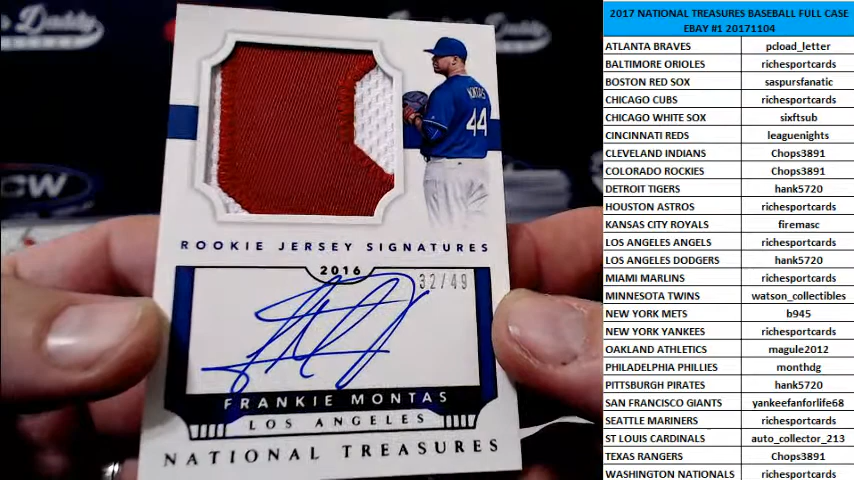 Daddy's
CW
MONTAS
44
ROOKIE JERSEY SIGNATURES
2016
32/49
FRANKIE MONTAS
LOS ANGELES
NATIONAL TREASURES
2017 NATIONAL TREASURES BASEBALL FULL CASE
EBAY #1 20171104
ATLANTA BRAVES pcload_letter
BALTIMORE ORIOLES richesportcards
BOSTON RED SOX saspursfanatic
CHICAGO CUBS richesportcards
CHICAGO WHITE SOX sixftsub
CINCINNATI REDS leaguenights
CLEVELAND INDIANS Chops3891
COLORADO ROCKIES Chops3891
DETROIT TIGERS hank5720
HOUSTON ASTROS richesportcards
KANSAS CITY ROYALS firemasc
LOS ANGELES ANGELS richesportcards
LOS ANGELES DODGERS hank5720
MIAMI MARLINS richesportcards
MINNESOTA TWINS watson_collectibles
NEW YORK METS b945
NEW YORK YANKEES richesportcards
OAKLAND ATHLETICS magule2012
PHILADELPHIA PHILLIES monthdg
PITTSBURGH PIRATES hank5720
SAN FRANCISCO GIANTS yankeefanforlife68
SEATTLE MARINERS richesportcards
ST LOUIS CARDINALS auto_collector_213
TEXAS RANGERS Chops3891
WASHINGTON NATIONALS richesportcards